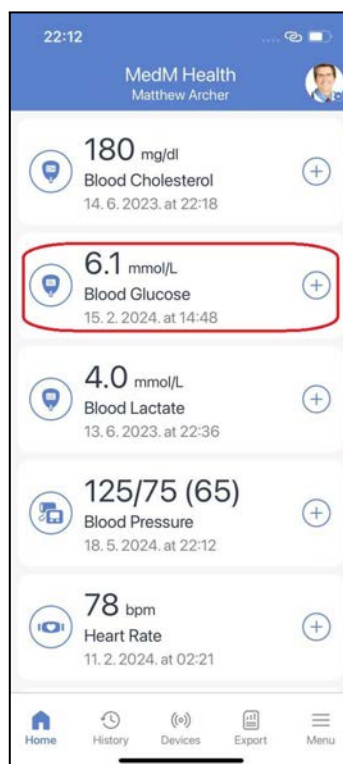 22:12
MedM Health
Matthew Archer
180 mg/dl
Blood Cholesterol
14. 6. 2023. at 22:18
6.1 mmol/L
Blood Glucose
15. 2. 2024. at 14:48
4.0 mmol/L
Blood Lactate
13. 6. 2023. at 22:36
125/75 (65)
Blood Pressure
18. 5. 2024. at 22:12
78 bpm
Heart Rate
11. 2. 2024. at 02:21
Home History Devices Export Menu